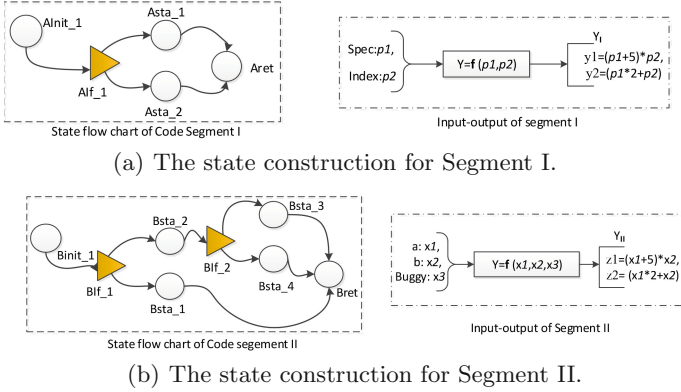 AInit_1
Asta_1
AIf_1
Asta_2
Aret
State flow chart of Code Segment I
Spec:p1,
Index:p2
Y=f (p1,p2)
YI
y1=(p1+5)*p2,
y2=(p1*2+p2)
Input-output of segment I
(a) The state construction for Segment I.
Binit_1
BIf_1
Bsta_2
Bsta_1
BIf_2
Bsta_3
Bsta_4
Bret
State flow chart of Code segement II
a: x1,
b: x2,
Buggy: x3
Y=f (x1,x2,x3)
YII
z1=(x1+5)*x2,
z2= (x1*2+x2)
Input-output of Segment II
(b) The state construction for Segment II.